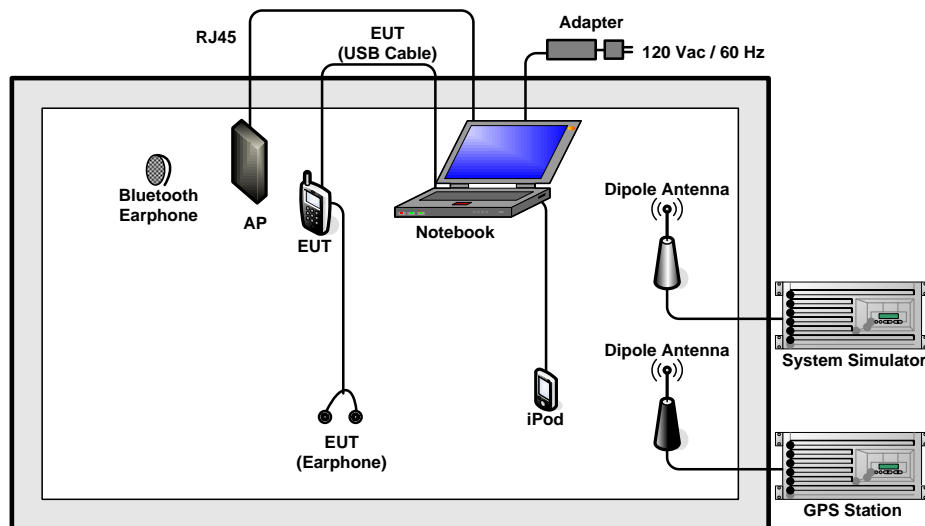 Adapter
RJ45
EUT
(USB Cable)
120 Vac / 60 Hz
Bluetooth
Earphone
AP
EUT
Notebook
Dipole Antenna
System Simulator
Dipole Antenna
EUT
(Earphone)
iPod
GPS Station